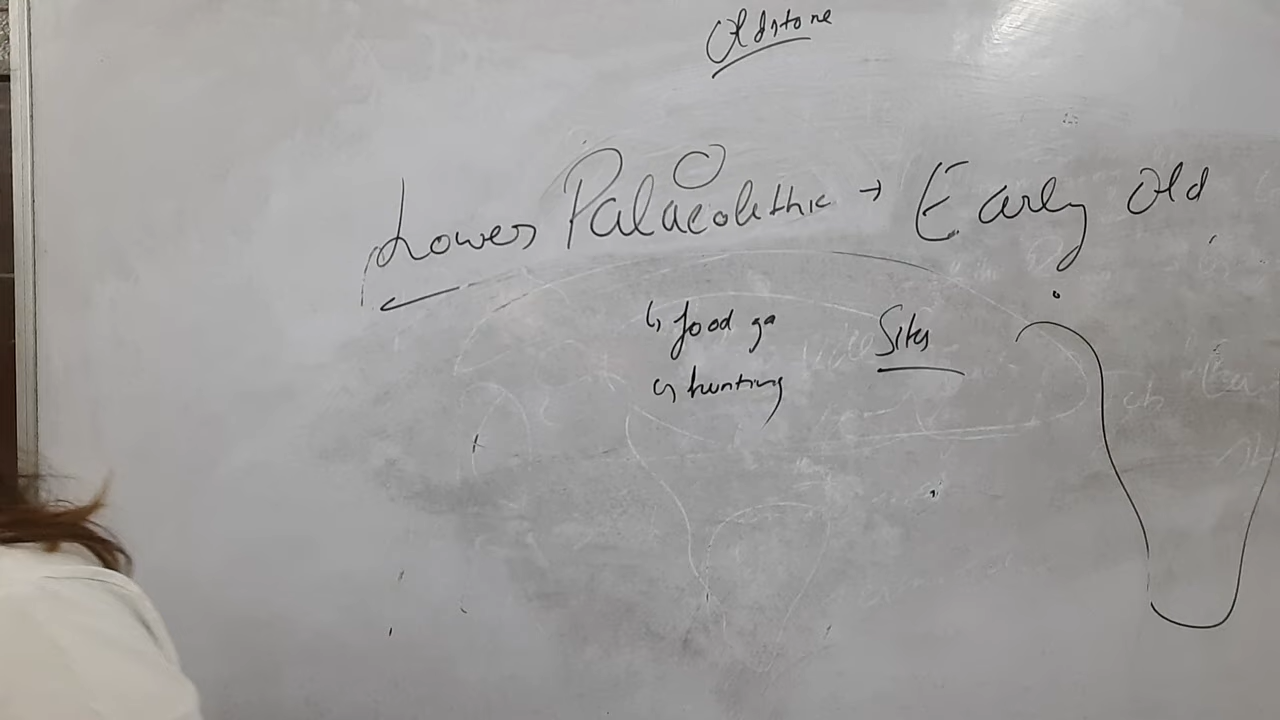 Oldstone
Lower Palaeolithic → Early Old
↳ food ga
↳ hunting
Sites